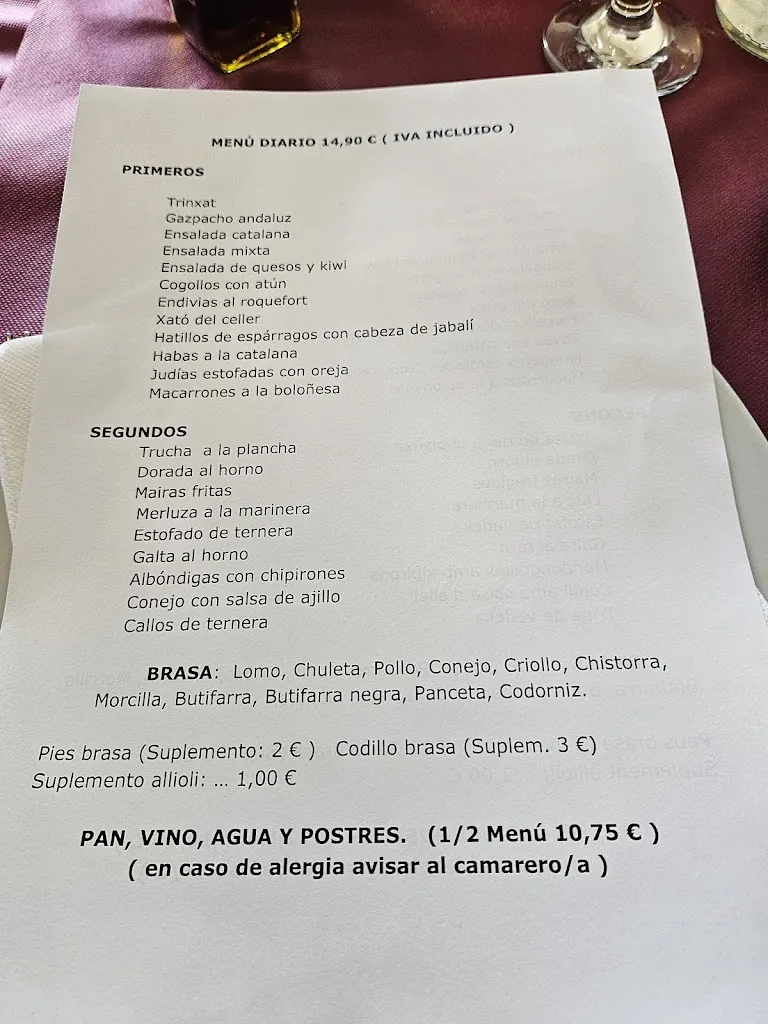 MENÚ DIARIO 14,90 € ( IVA INCLUIDO )
PRIMEROS
Trinxat
Gazpacho andaluz
Ensalada catalana
Ensalada mixta
Ensalada de quesos y kiwi
Cogollos con atún
Endivias al roquefort
Xató del celler
Hatillos de espárragos con cabeza de jabalí
Habas a la catalana
Judías estofadas con oreja
Macarrones a la boloñesa
SEGUNDOS
Trucha a la plancha
Dorada al horno
Mairas fritas
Merluza a la marinera
Estofado de ternera
Galta al horno
Albóndigas con chipirones
Conejo con salsa de ajillo
Callos de ternera
BRASA: Lomo, Chuleta, Pollo, Conejo, Criollo, Chistorra,
Morcilla, Butifarra, Butifarra negra, Panceta, Codorniz.
Pies brasa (Suplemento: 2 € ) Codillo brasa (Suplem. 3 €)
Suplemento allioli: ... 1,00 €
PAN, VINO, AGUA Y POSTRES. (1/2 Menú 10,75 € )
( en caso de alergia avisar al camarero/a )